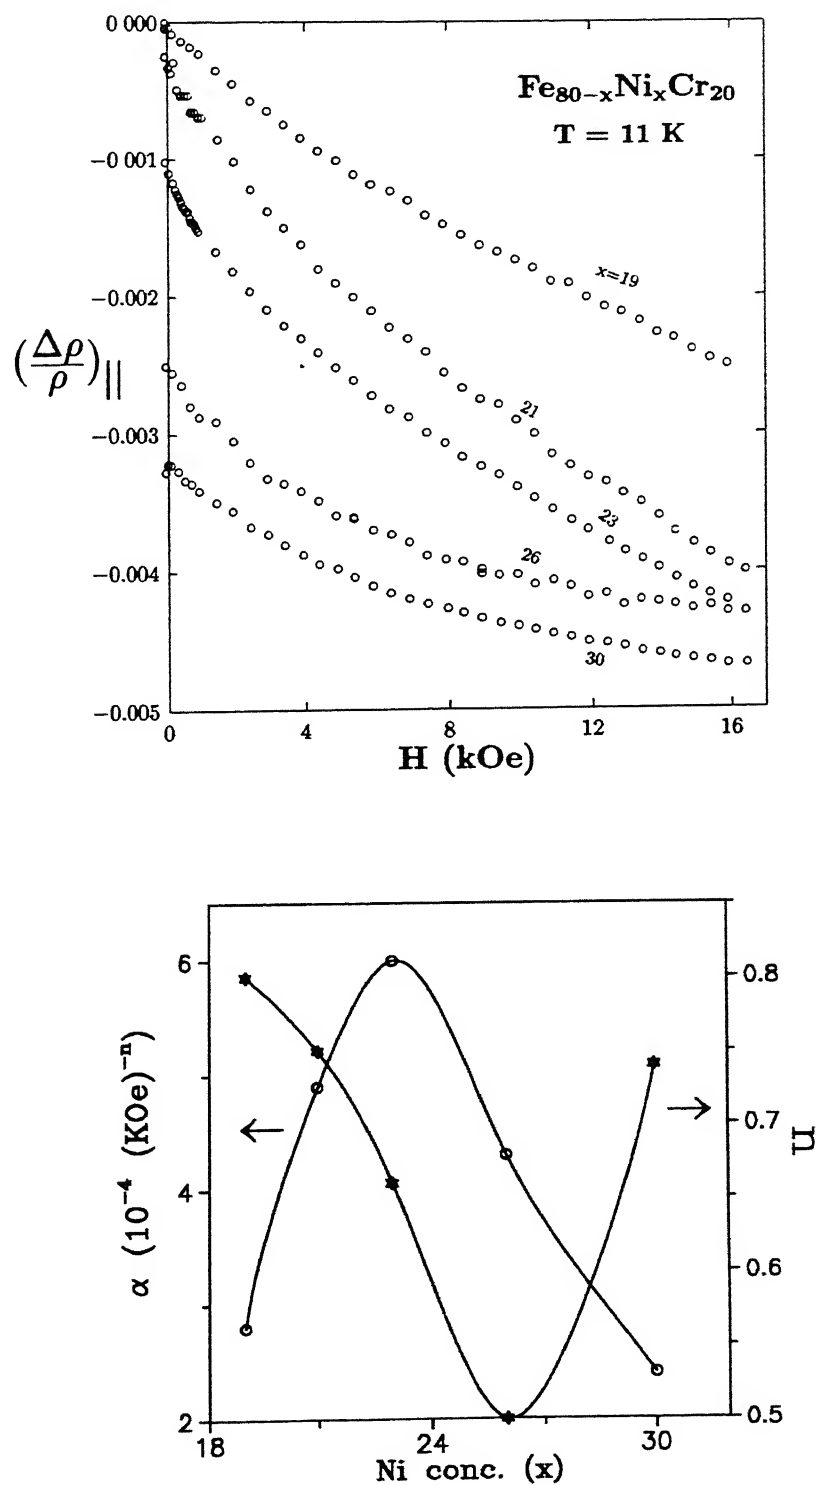 0 000
Fe80−xNixCr20
T = 11 K
−0 001
x=19
−0.002
(Δρ/ρ)||
21
−0.003
23
26
−0.004
30
−0.005
0 4 8 12 16
H (kOe)
6
0.8
α (10−4 (KOe)−n)
0.7
n
4
0.6
2
0.5
18 24 30
Ni conc. (x)